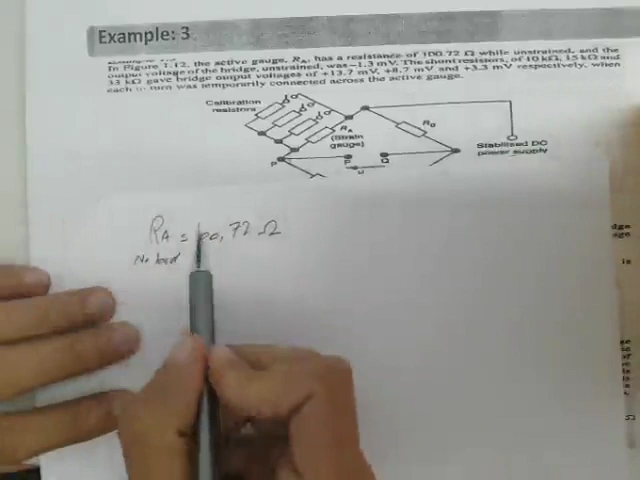 Example: 3
In Figure 1.12, the active gauge, RA, has a resistance of 100.72 Ω while unstrained, and the
output voltage of the bridge, unstrained, was −1.3 mV. The shunt resistors, of 10 kΩ, 15 kΩ and
33 kΩ gave bridge output voltages of +13.7 mV, +8.7 mV and +3.3 mV respectively, when
each in turn was temporarily connected across the active gauge.
Calibration
resistors
RA
(Strain
gauge)
RD
Stabilised DC
power supply
P
P
Q
RA = 100,72 Ω
No load
is
Ω